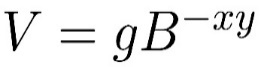 V = gB^{-xy}